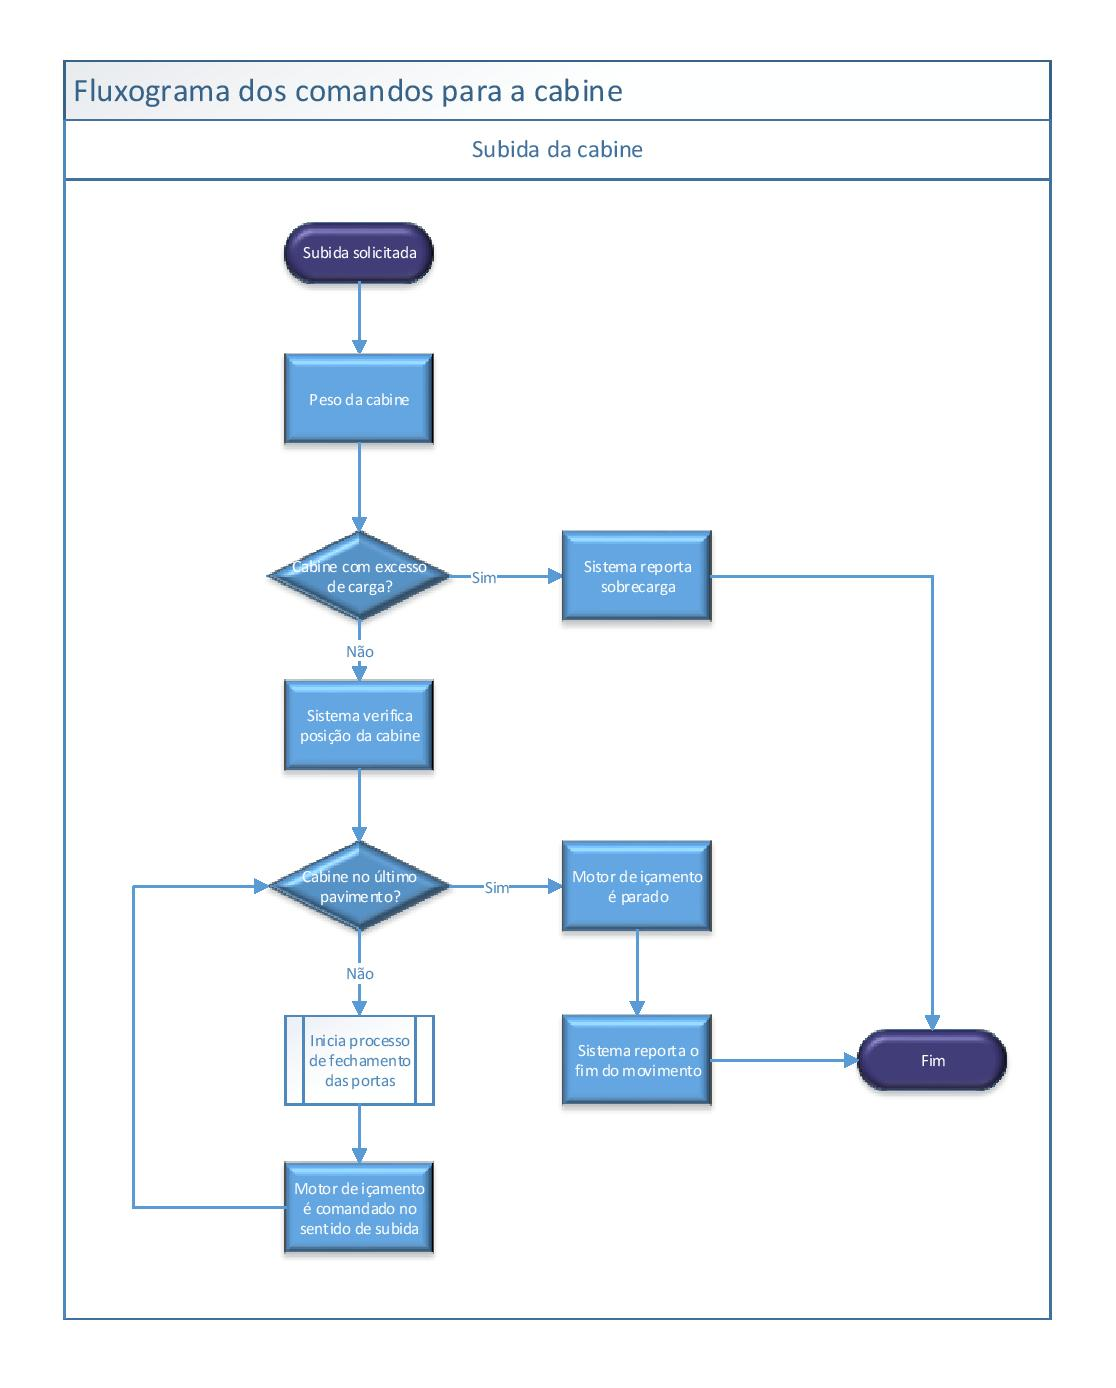 Fluxograma dos comandos para a cabine
Subida da cabine
Subida solicitada
Peso da cabine
Cabine com excesso
de carga?
Sim
Sistema reporta
sobrecarga
Não
Sistema verifica
posição da cabine
Cabine no último
pavimento?
Sim
Motor de içamento
é parado
Não
Inicia processo
de fechamento
das portas
Sistema reporta o
fim do movimento
Fim
Motor de içamento
é comandado no
sentido de subida